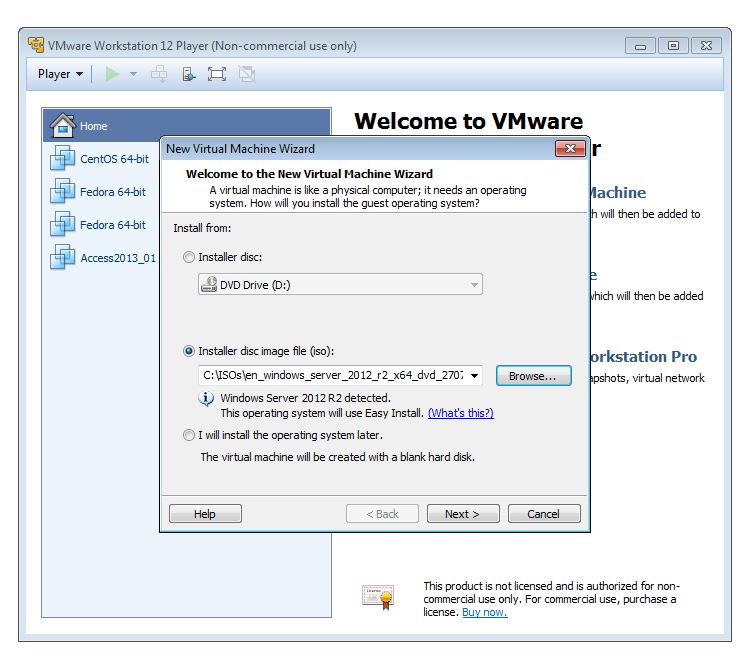 VMware Workstation 12 Player (Non-commercial use only)
Player
Home
CentOS 64-bit
Fedora 64-bit
Fedora 64-bit
Access2013_01
Welcome to VMware
New Virtual Machine Wizard
Welcome to the New Virtual Machine Wizard
A virtual machine is like a physical computer; it needs an operating
system. How will you install the guest operating system?
Install from:
Installer disc:
DVD Drive (D:)
Installer disc image file (iso):
C:\ISOs\en_windows_server_2012_r2_x64_dvd_2707
Browse...
Windows Server 2012 R2 detected.
This operating system will use Easy Install. (What's this?)
I will install the operating system later.
The virtual machine will be created with a blank hard disk.
Help
< Back
Next >
Cancel
r
Machine
h will then be added to
e
which will then be added
orkstation Pro
pshots, virtual network
This product is not licensed and is authorized for non-
commercial use only. For commercial use, purchase a
license. Buy now.